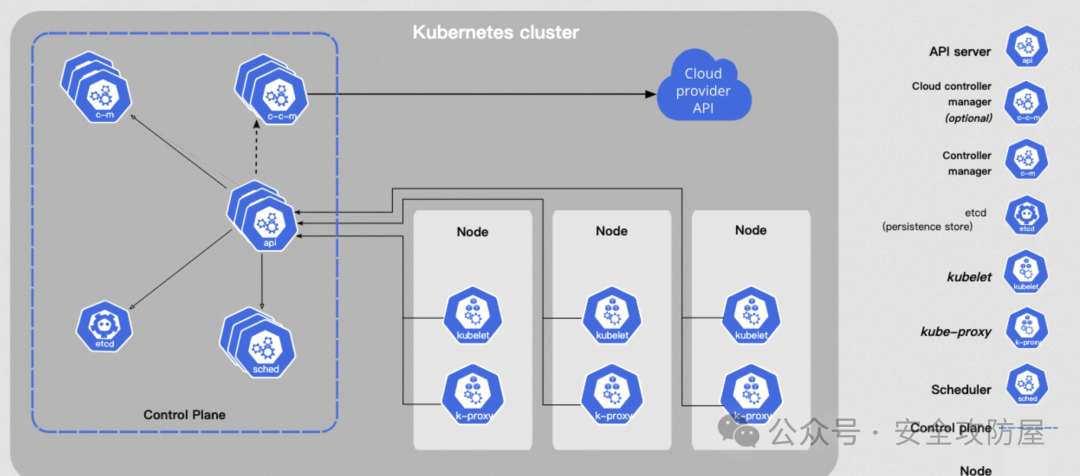 Kubernetes cluster
c-m
c-c-m
Cloud
provider
API
api
etcd
sched
Control Plane
Node
kubelet
k-proxy
Node
kubelet
k-proxy
Node
kubelet
k-proxy
API server
api
Cloud controller
manager
(optional)
c-c-m
Controller
manager
c-m
etcd
(persistence store)
etcd
kubelet
kubelet
kube-proxy
k-proxy
Scheduler
sched
Control plane
Node
公众号 · 安全攻防屋